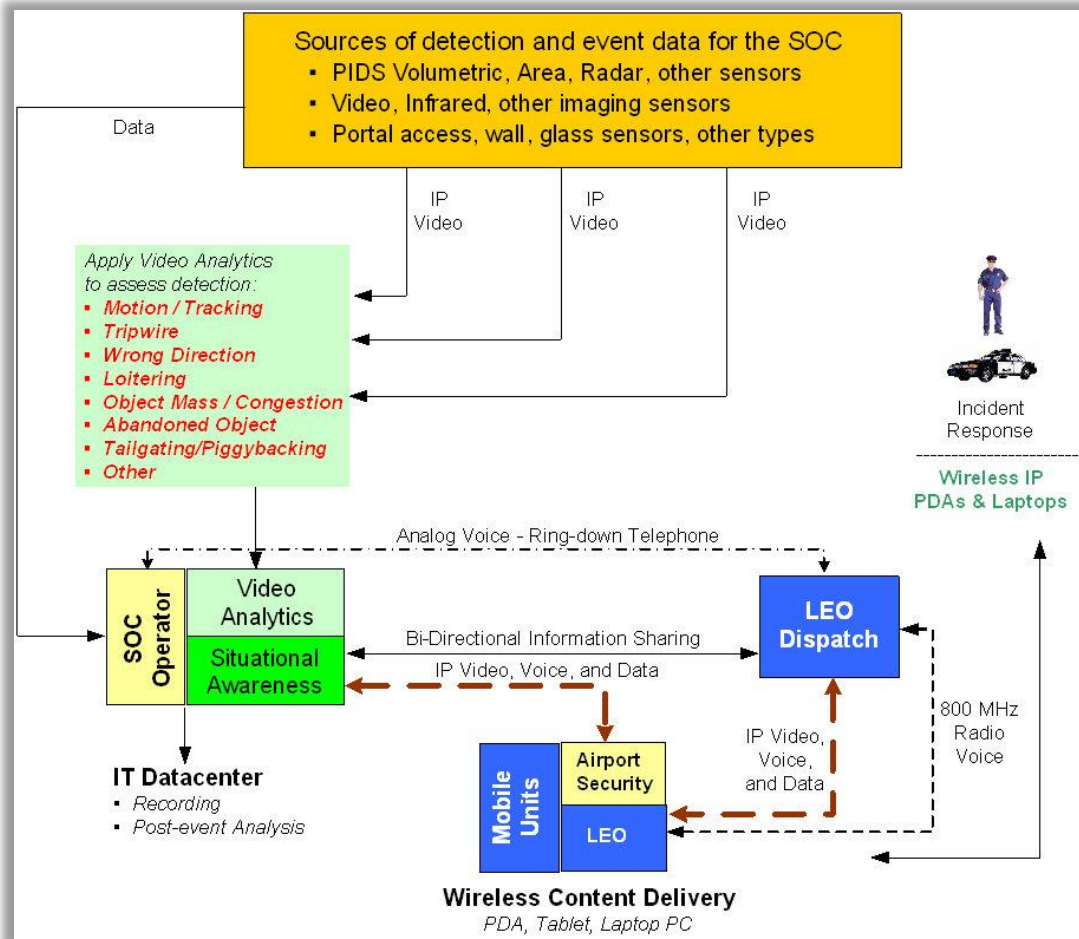 Sources of detection and event data for the SOC
▪ PIDS Volumetric, Area, Radar, other sensors
▪ Video, Infrared, other imaging sensors
▪ Portal access, wall, glass sensors, other types
Data
IP
Video
IP
Video
IP
Video
Apply Video Analytics
to assess detection:
▪ Motion / Tracking
▪ Tripwire
▪ Wrong Direction
▪ Loitering
▪ Object Mass / Congestion
▪ Abandoned Object
▪ Tailgating/Piggybacking
▪ Other
Incident
Response
Wireless IP
PDAs & Laptops
Analog Voice - Ring-down Telephone
SOC
Operator
Video
Analytics
Situational
Awareness
Bi-Directional Information Sharing
IP Video, Voice, and Data
LEO
Dispatch
800 MHz
Radio
Voice
IP Video,
Voice,
and Data
IT Datacenter
▪ Recording
▪ Post-event Analysis
Mobile
Units
Airport
Security
LEO
Wireless Content Delivery
PDA, Tablet, Laptop PC